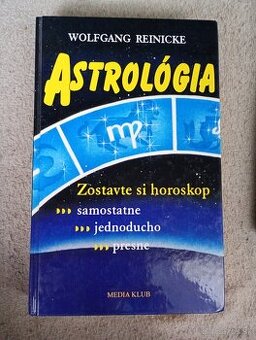 WOLFGANG REINICKE
ASTROLÓGIA
Zostavte si horoskop
samostatne
jednoducho
presne
MEDIA KLUB